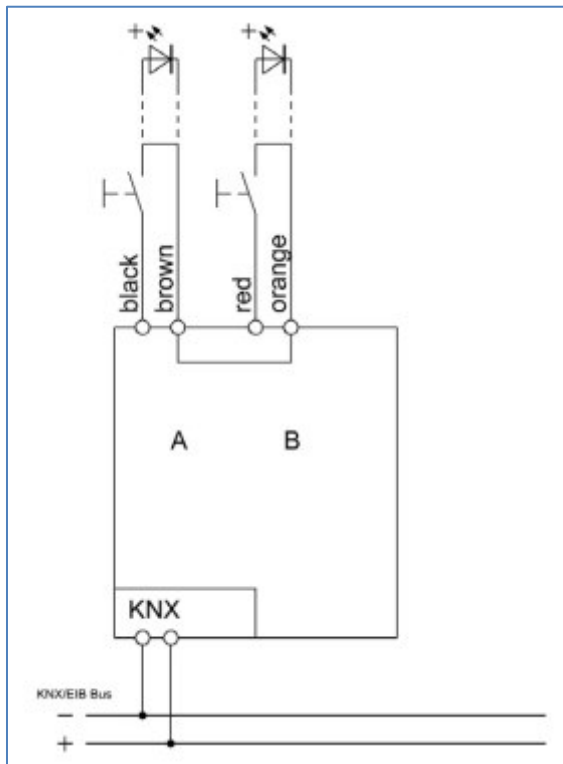 + +
black brown red orange
A B
KNX
KNX/EIB Bus
−
+